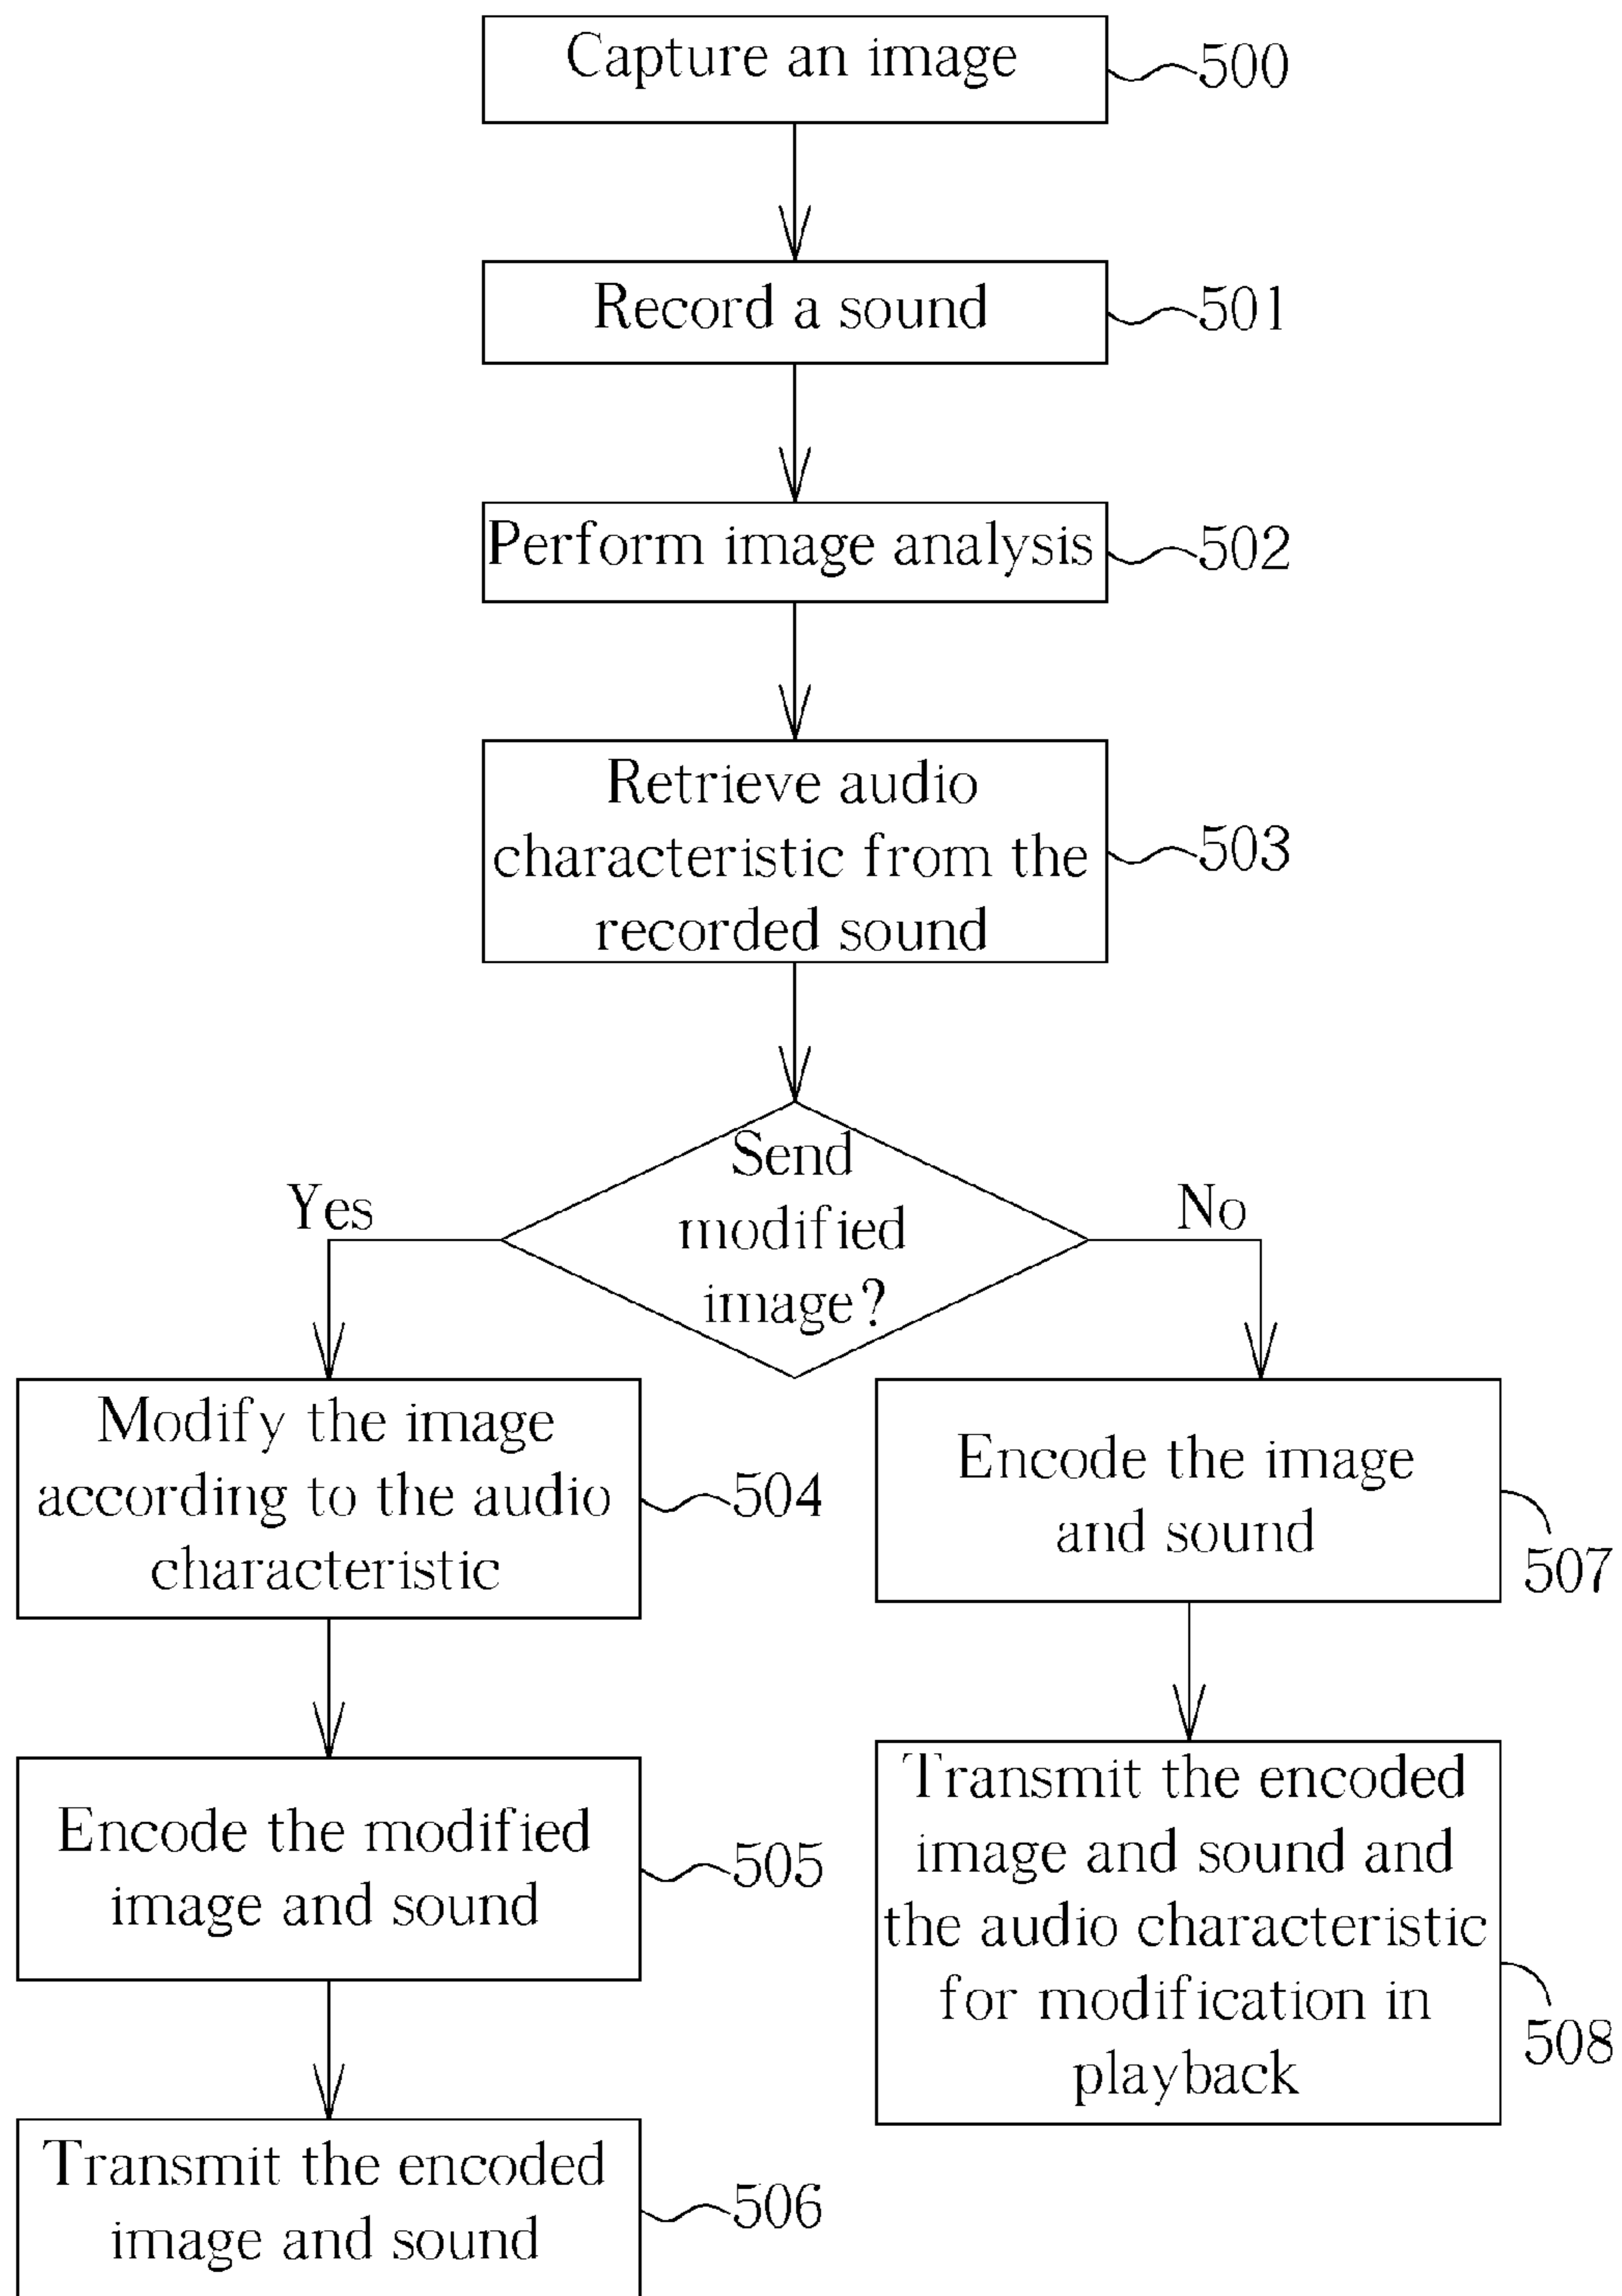 Capture an image
500
Record a sound
501
Perform image analysis
502
Retrieve audio
characteristic from the
recorded sound
503
Send
modified
image?
Yes
No
Modify the image
according to the audio
characteristic
504
Encode the image
and sound
507
Encode the modified
image and sound
505
Transmit the encoded
image and sound and
the audio characteristic
for modification in
playback
508
Transmit the encoded
image and sound
506